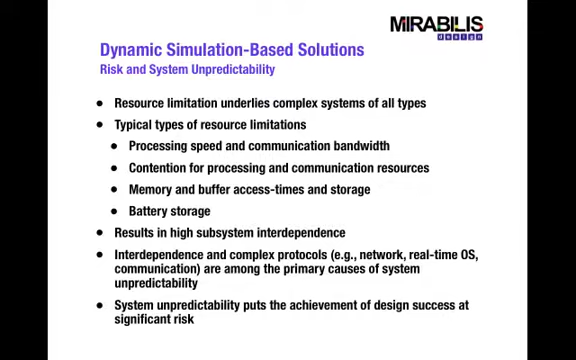 MIRABILIS
design
Dynamic Simulation-Based Solutions
Risk and System Unpredictability
● Resource limitation underlies complex systems of all types
● Typical types of resource limitations
● Processing speed and communication bandwidth
● Contention for processing and communication resources
● Memory and buffer access-times and storage
● Battery storage
● Results in high subsystem interdependence
● Interdependence and complex protocols (e.g., network, real-time OS,
communication) are among the primary causes of system
unpredictability
● System unpredictability puts the achievement of design success at
significant risk